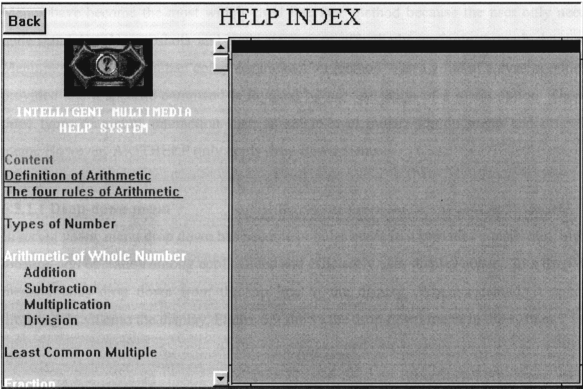 HELP INDEX
Back
INTELLIGENT MULTIMEDIA
HELP SYSTEM
Content
Definition of Arithmetic
The four rules of Arithmetic
Types of Number
Arithmetic of Whole Number
Addition
Subtraction
Multiplication
Division
Least Common Multiple
Fraction